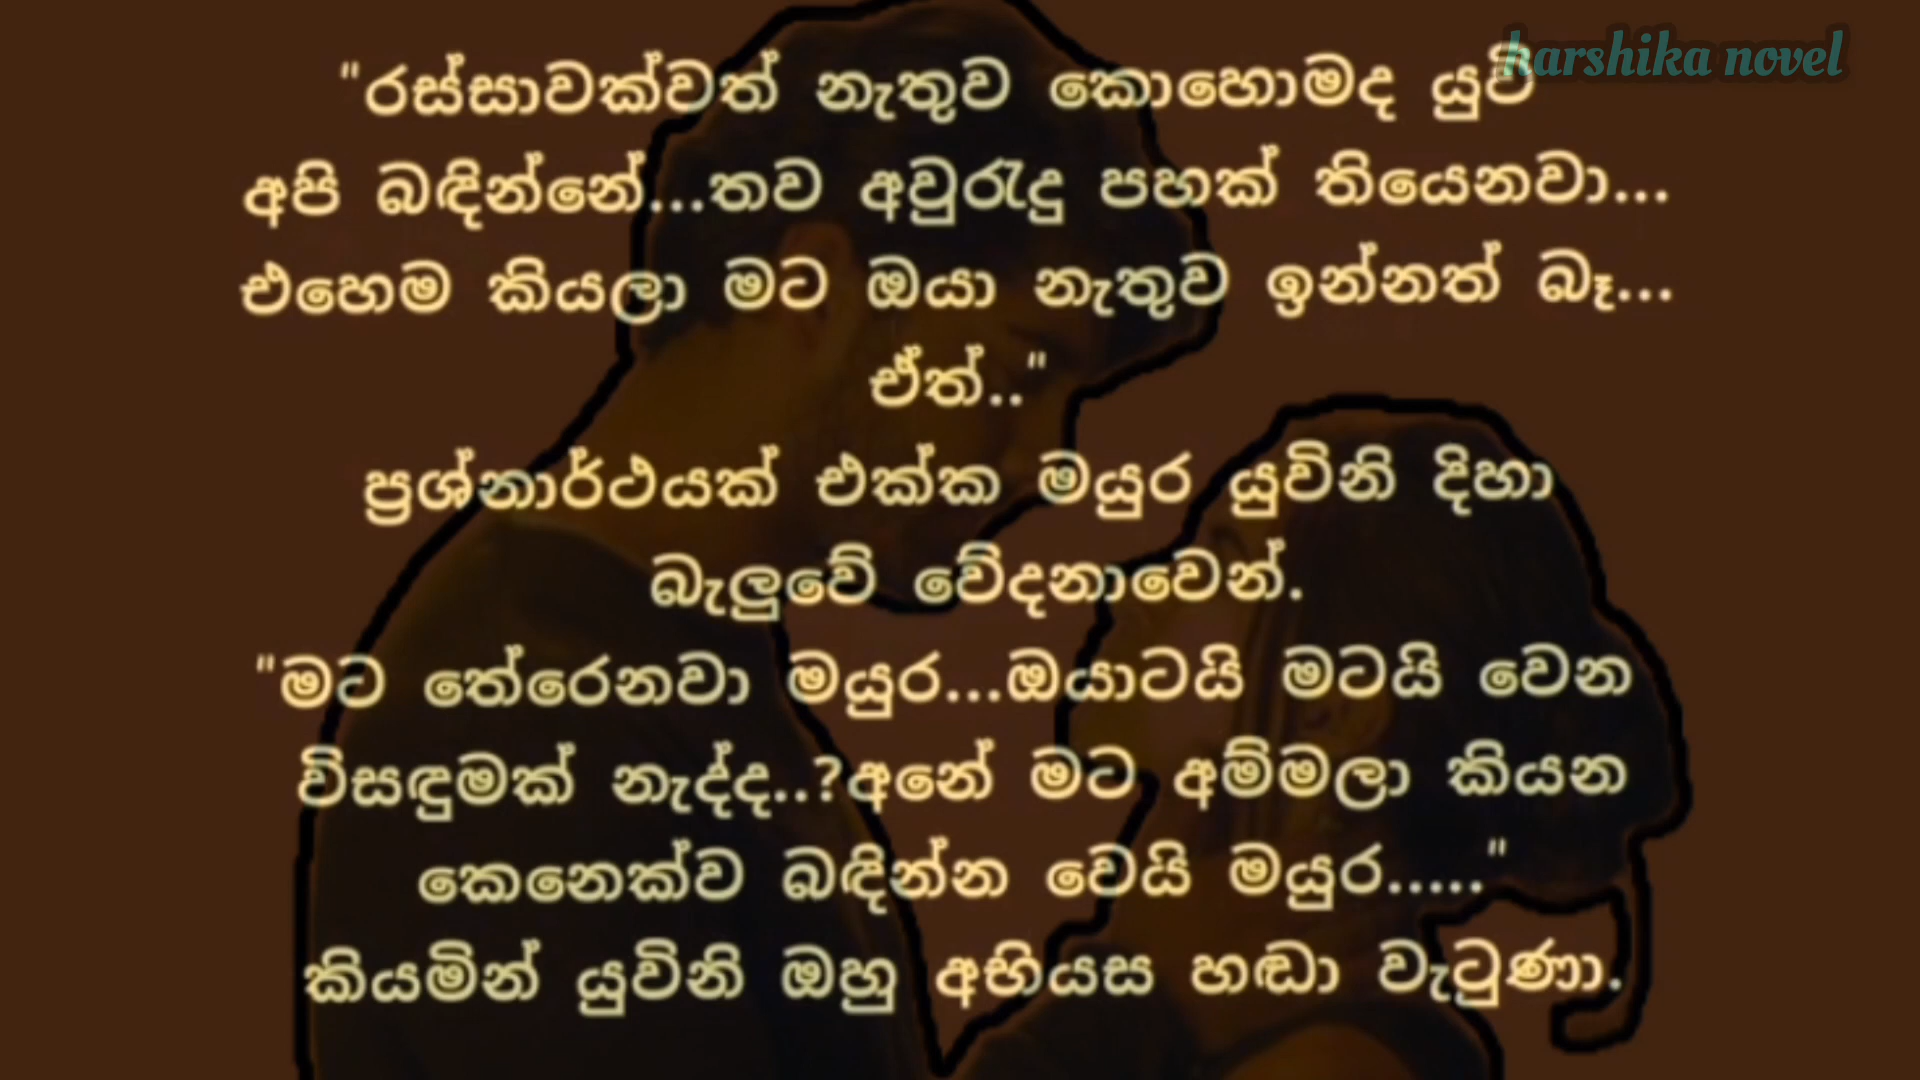 harshika novel
"රස්සාවක්වත් නැතුව කොහොමද යුවි
අපි බඳින්නේ...තව අවුරුදු පහක් තියෙනවා...
එහෙම කියලා මට ඔයා නැතුව ඉන්නත් බෑ...
ඒත්.."
ප්‍රශ්නාර්ථයක් එක්ක මයුර යුවිනි දිහා
බැලුවේ වේදනාවෙන්.
"මට තේරෙනවා මයුර...ඔයාටයි මටයි වෙන
විසඳුමක් නැද්ද..?අනේ මට අම්මලා කියන
කෙනෙක්ව බඳින්න වෙයි මයුර....."
කියමින් යුවිනි ඔහු අභියස හඬා වැටුණා.